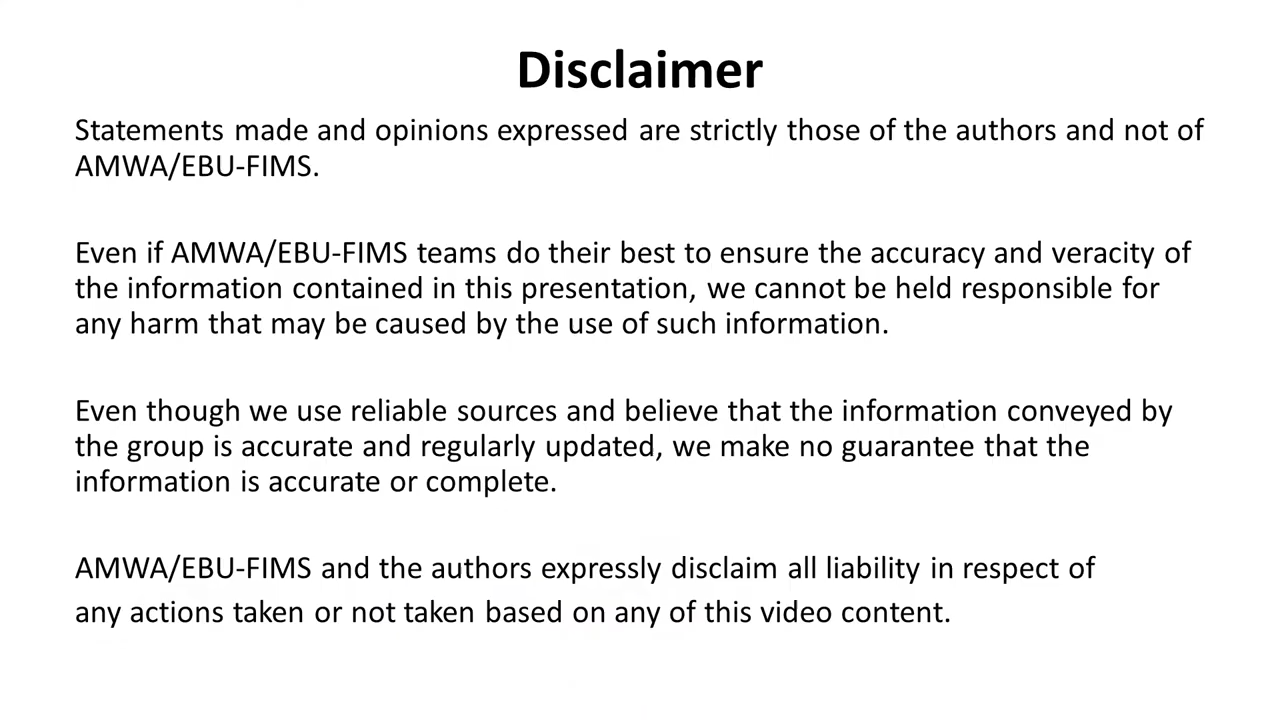 Disclaimer
Statements made and opinions expressed are strictly those of the authors and not of
AMWA/EBU-FIMS.
Even if AMWA/EBU-FIMS teams do their best to ensure the accuracy and veracity of
the information contained in this presentation, we cannot be held responsible for
any harm that may be caused by the use of such information.
Even though we use reliable sources and believe that the information conveyed by
the group is accurate and regularly updated, we make no guarantee that the
information is accurate or complete.
AMWA/EBU-FIMS and the authors expressly disclaim all liability in respect of
any actions taken or not taken based on any of this video content.